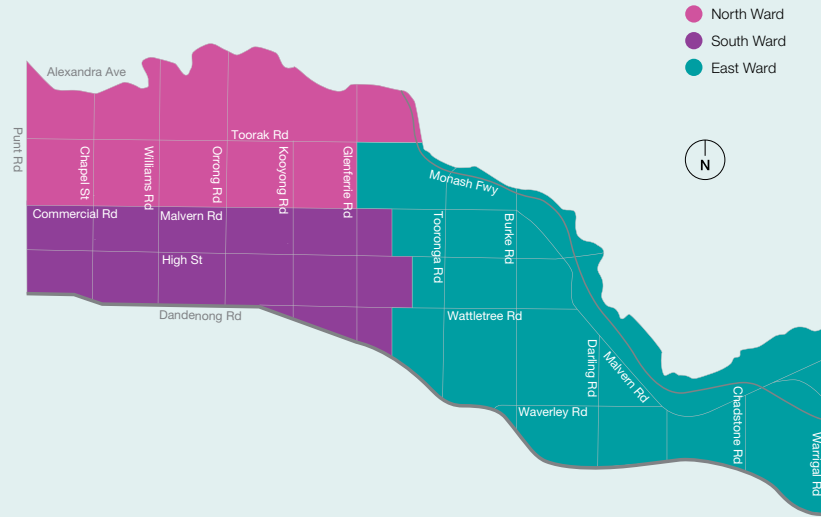 North Ward
South Ward
East Ward
Alexandra Ave
Punt Rd
Toorak Rd
Chapel St
Williams Rd
Orrong Rd
Kooyong Rd
Glenferrie Rd
N
Monash Fwy
Commercial Rd
Malvern Rd
Tooronga Rd
Burke Rd
High St
Dandenong Rd
Wattletree Rd
Darling Rd
Malvern Rd
Waverley Rd
Chadstone Rd
Warrigal Rd